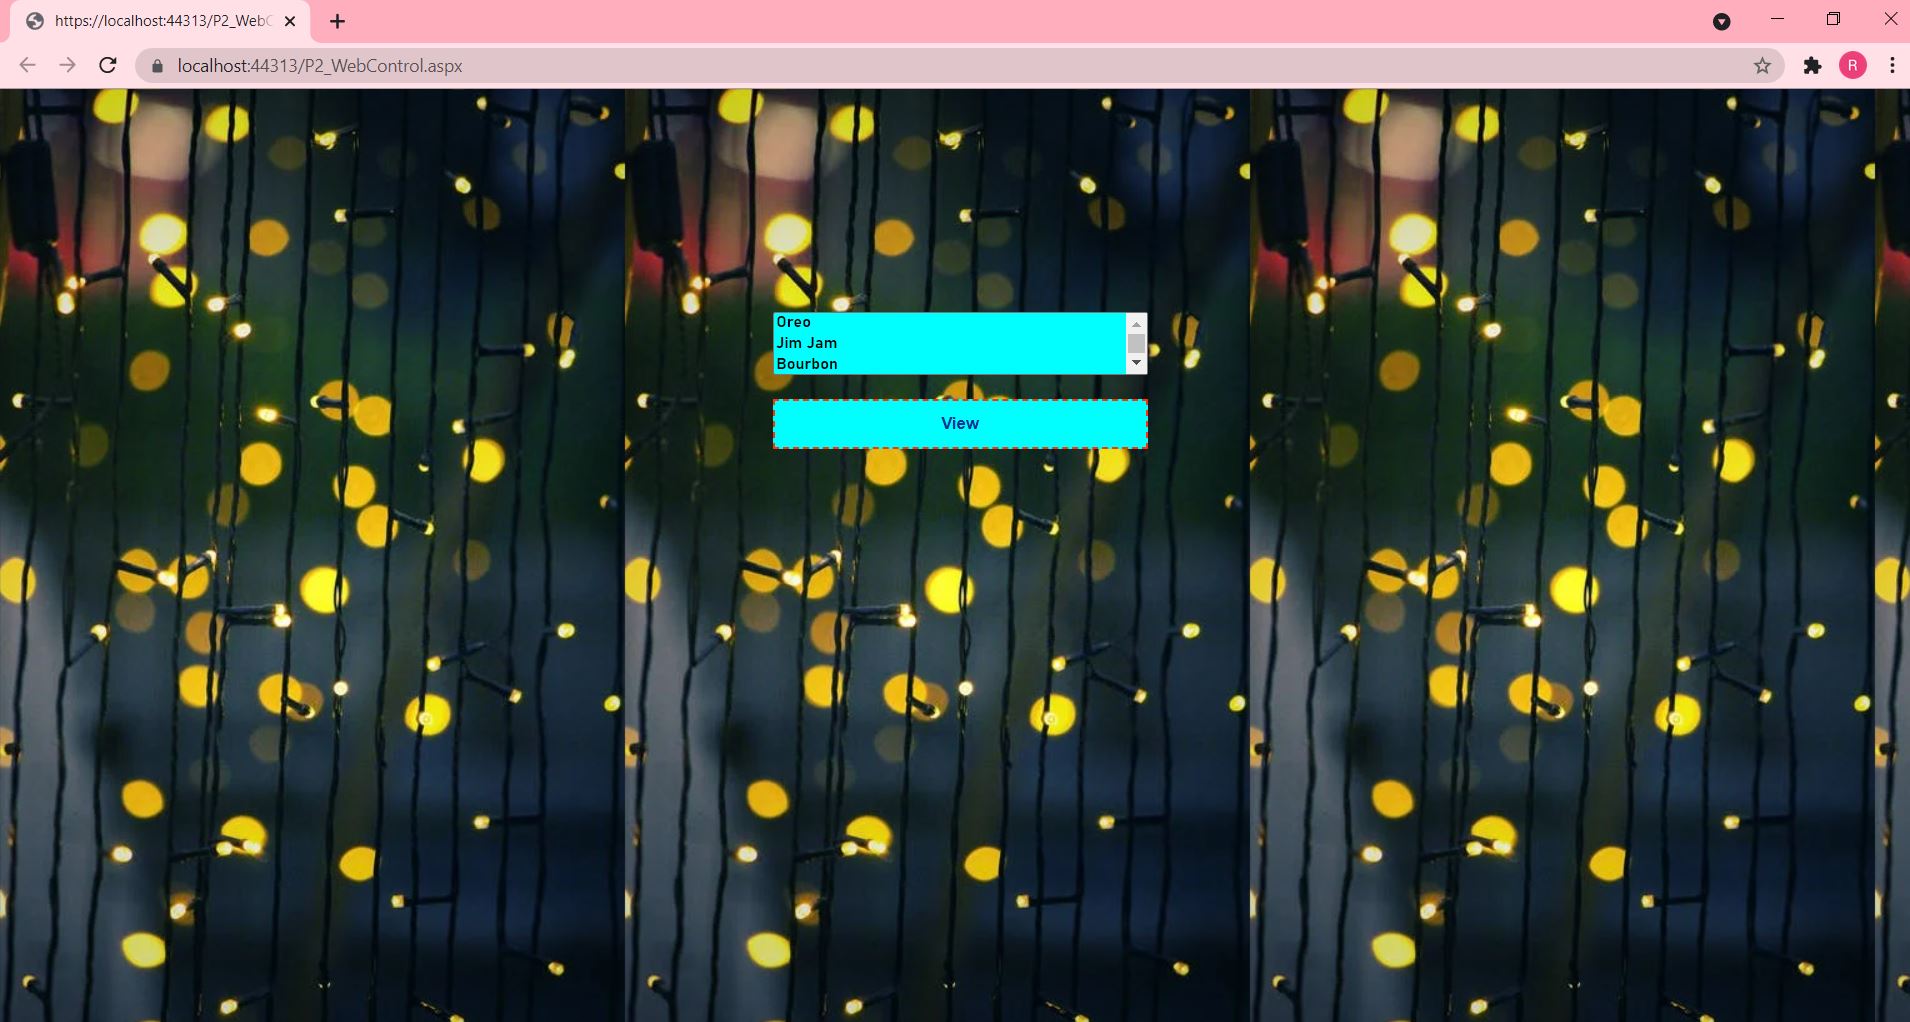 https://localhost:44313/P2_WebC
localhost:44313/P2_WebControl.aspx
R
Oreo
Jim Jam
Bourbon
View